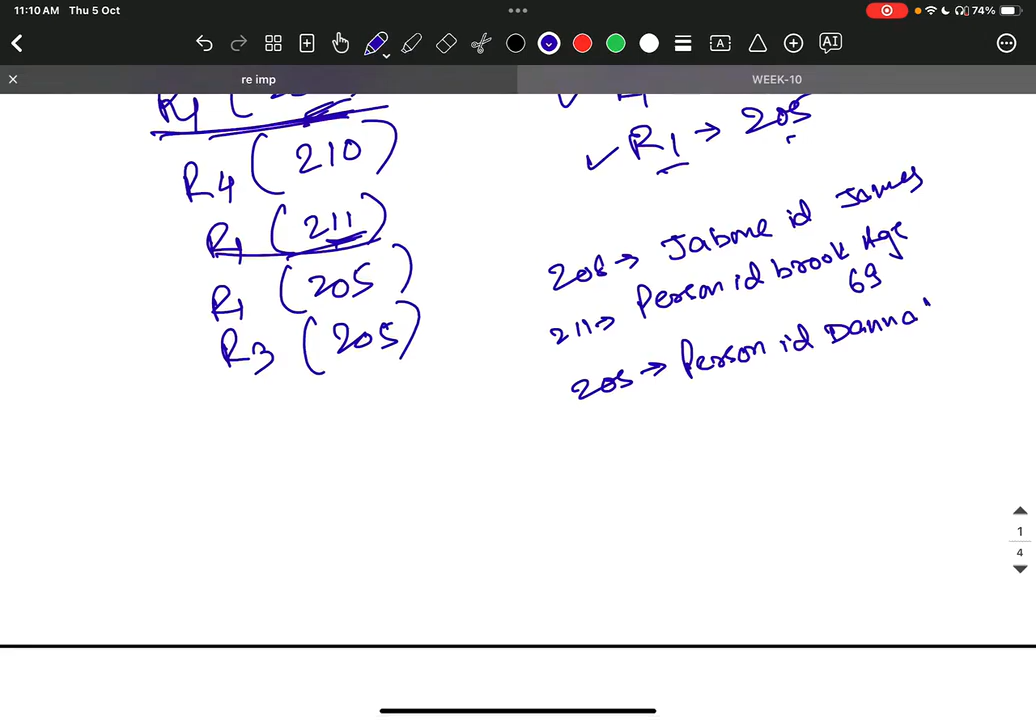 11:10 AM Thu 5 Oct
74%
re imp
WEEK-10
R4 (210)
R1 (211)
R1 (205)
R3 (205)
R1 → 205
208 → Jabone id James
211 → Person id brook Age
69
205 → Person id Danna
1
4